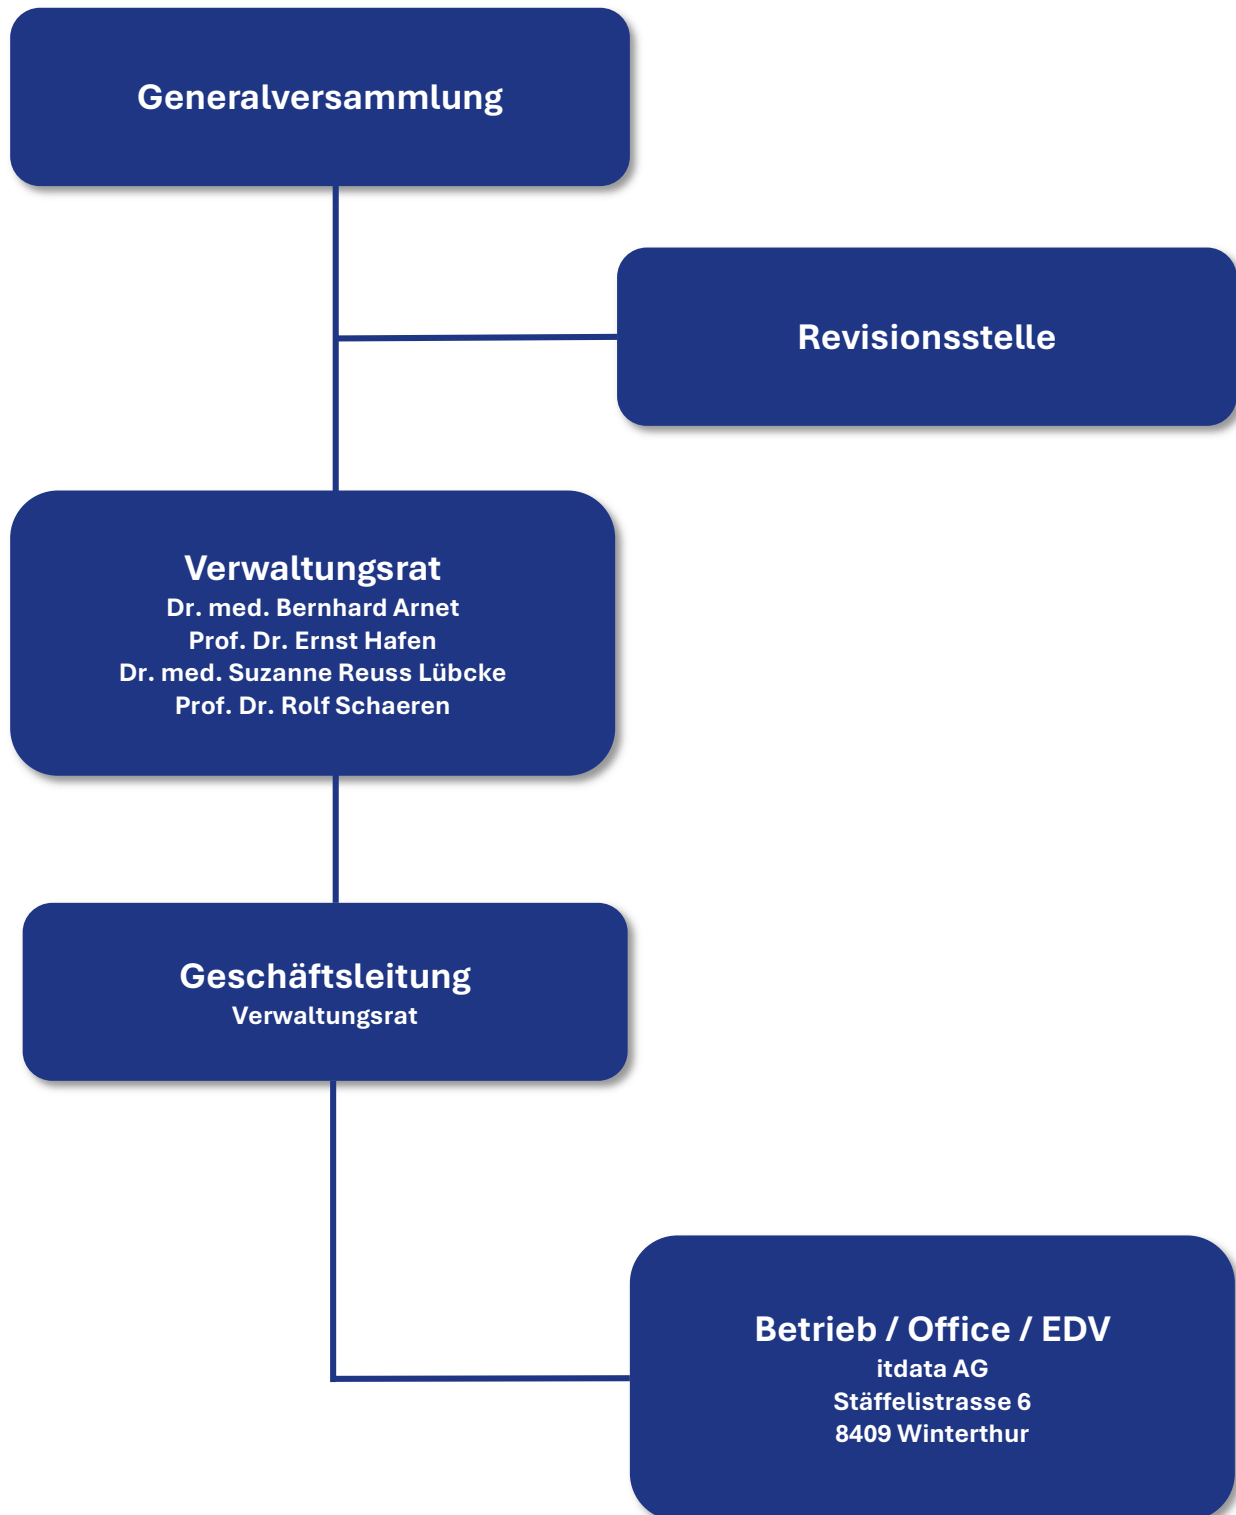 Generalversammlung
Revisionsstelle
Verwaltungsrat
Dr. med. Bernhard Arnet
Prof. Dr. Ernst Hafen
Dr. med. Suzanne Reuss Lübcke
Prof. Dr. Rolf Schaeren
Geschäftsleitung
Verwaltungsrat
Betrieb / Office / EDV
itdata AG
Stäffelistrasse 6
8409 Winterthur